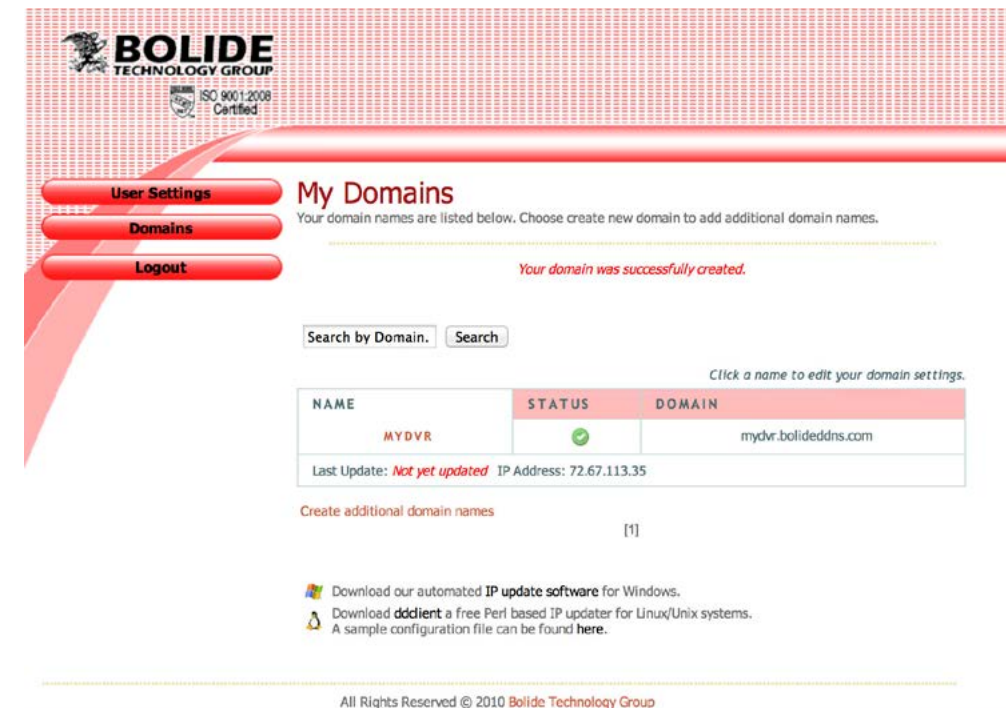 BOLIDE
TECHNOLOGY GROUP
ISO 9001:2008
Certified
User Settings
Domains
Logout
My Domains
Your domain names are listed below. Choose create new domain to add additional domain names.
Your domain was successfully created.
Search by Domain. Search
Click a name to edit your domain settings.
NAME STATUS DOMAIN
MYDVR mydvr.bolideddns.com
Last Update: Not yet updated IP Address: 72.67.113.35
Create additional domain names
[1]
Download our automated IP update software for Windows.
Download ddclient a free Perl based IP updater for Linux/Unix systems.
A sample configuration file can be found here.
All Rights Reserved © 2010 Bolide Technology Group